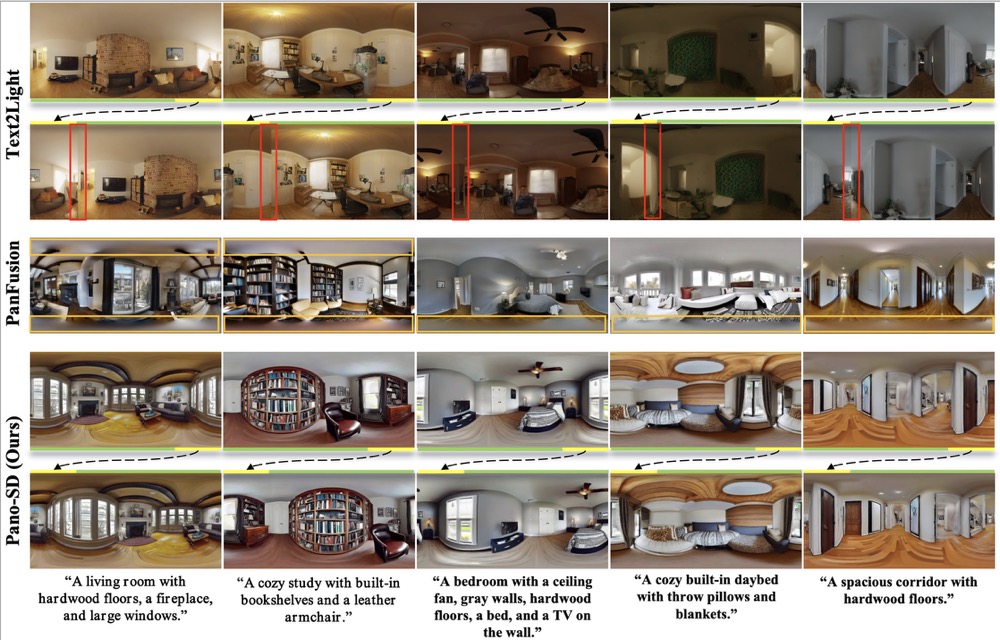 Text2Light
PanFusion
Pano-SD (Ours)
“A living room with
hardwood floors, a fireplace,
and large windows.”
“A cozy study with built-in
bookshelves and a leather
armchair.”
“A bedroom with a ceiling
fan, gray walls, hardwood
floors, a bed, and a TV on
the wall.”
“A cozy built-in daybed
with throw pillows and
blankets.”
“A spacious corridor with
hardwood floors.”